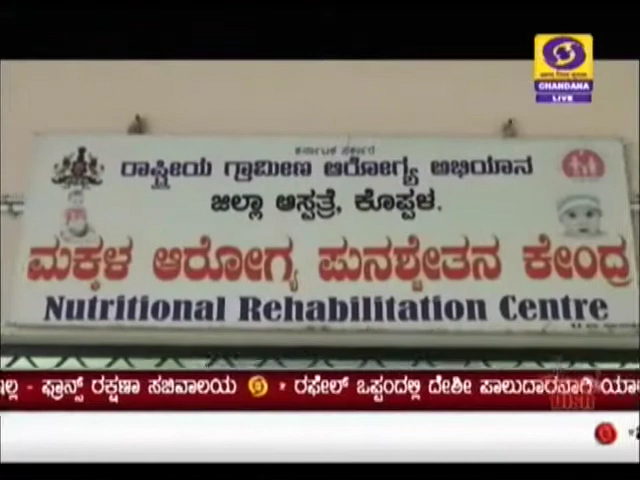 CHANDANA
LIVE
ಕರ್ನಾಟಕ ಸರ್ಕಾರ
ರಾಷ್ಟ್ರೀಯ ಗ್ರಾಮೀಣ ಆರೋಗ್ಯ ಅಭಿಯಾನ
ಜಿಲ್ಲಾ ಆಸ್ಪತ್ರೆ, ಕೊಪ್ಪಳ.
ಮಕ್ಕಳ ಆರೋಗ್ಯ ಪುನಶ್ಚೇತನ ಕೇಂದ್ರ
Nutritional Rehabilitation Centre
- ಫ್ರಾನ್ಸ್ ರಕ್ಷಣಾ ಸಚಿವಾಲಯ * ರಫೇಲ್ ಒಪ್ಪಂದಲ್ಲಿ ದೇಶೀ ಪಾಲುದಾರನಾಗಿ